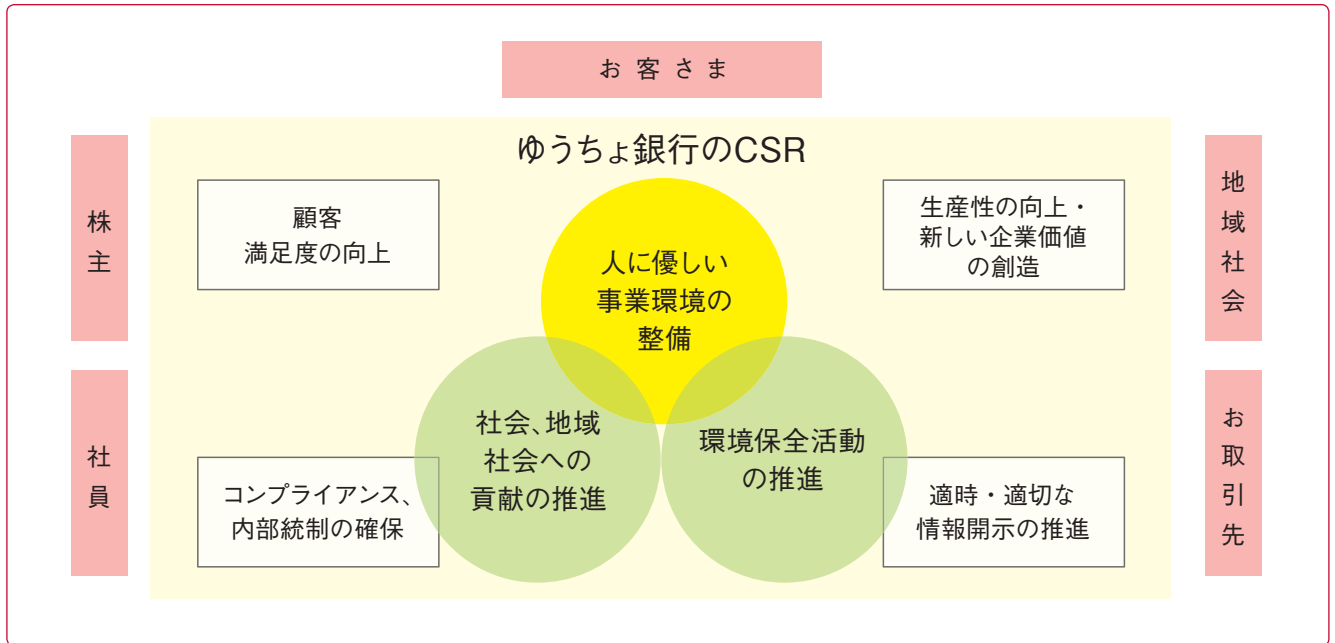 お客さま
ゆうちょ銀行のCSR
株主
社員
地域社会
お取引先
顧客
満足度の向上
生産性の向上・
新しい企業価値
の創造
人に優しい
事業環境の
整備
社会、地域
社会への
貢献の推進
環境保全活動
の推進
コンプライアンス、
内部統制の確保
適時・適切な
情報開示の推進